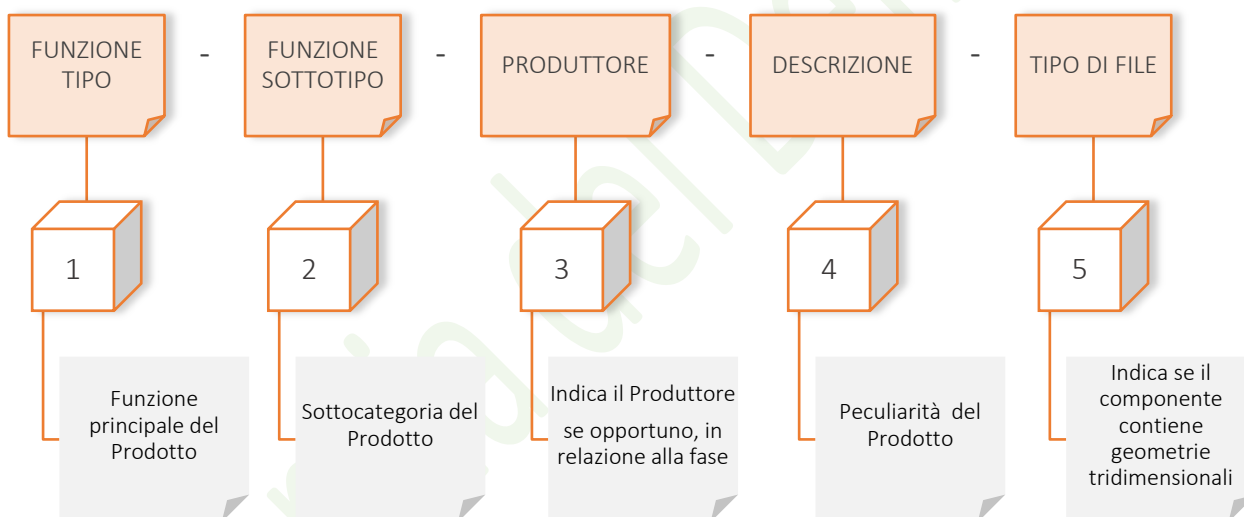 FUNZIONE
TIPO
-
FUNZIONE
SOTTOTIPO
-
PRODUTTORE
-
DESCRIZIONE
-
TIPO DI FILE
1
2
3
4
5
Funzione
principale del
Prodotto
Sottocategoria del
Prodotto
Indica il Produttore
se opportuno, in
relazione alla fase
Peculiarità del
Prodotto
Indica se il
componente
contiene
geometrie
tridimensionali